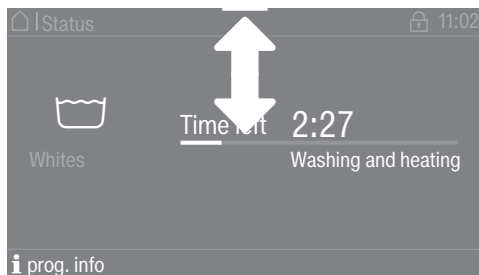 Status 11:02
Time left 2:27
Whites Washing and heating
i prog. info